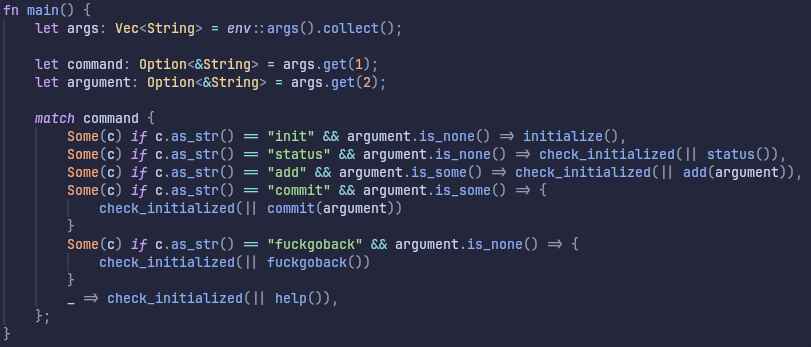 fn main() {
    let args: Vec<String> = env::args().collect();

    let command: Option<&String> = args.get(1);
    let argument: Option<&String> = args.get(2);

    match command {
        Some(c) if c.as_str() == "init" && argument.is_none() => initialize(),
        Some(c) if c.as_str() == "status" && argument.is_none() => check_initialized(|| status()),
        Some(c) if c.as_str() == "add" && argument.is_some() => check_initialized(|| add(argument)),
        Some(c) if c.as_str() == "commit" && argument.is_some() => {
            check_initialized(|| commit(argument))
        }
        Some(c) if c.as_str() == "fuckgoback" && argument.is_none() => {
            check_initialized(|| fuckgoback())
        }
        _ => check_initialized(|| help()),
    };
}